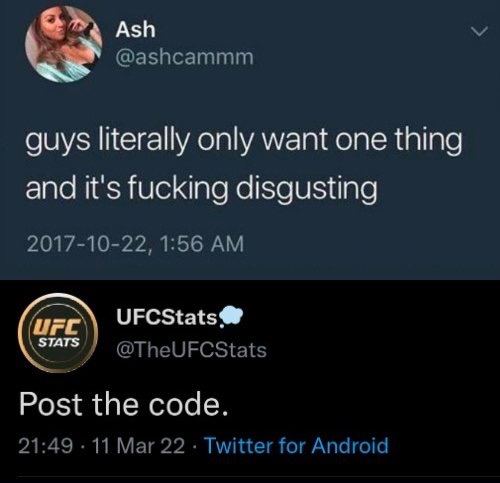 Ash
@ashcammm
guys literally only want one thing
and it's fucking disgusting
2017-10-22, 1:56 AM
UFC
STATS
UFCStats
@TheUFCStats
Post the code.
21:49 · 11 Mar 22 · Twitter for Android